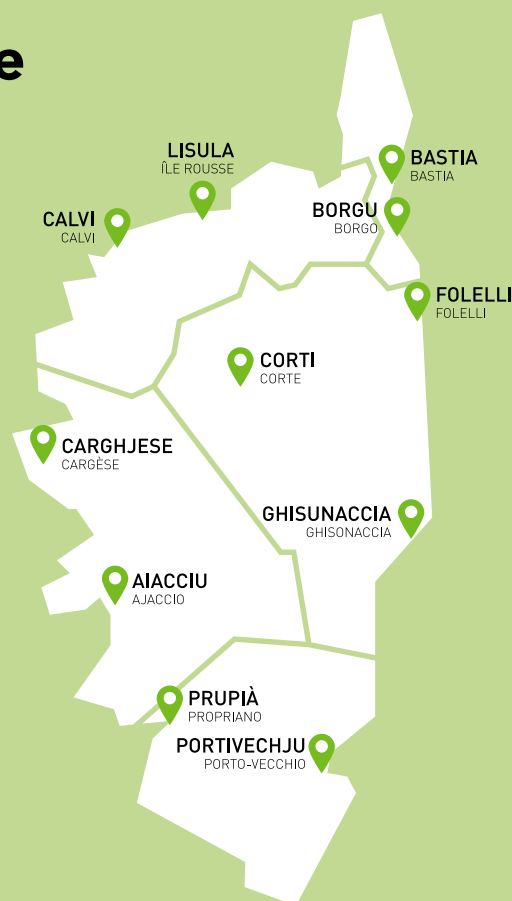 e
LISULA
ÎLE ROUSSE
BASTIA
BASTIA
CALVI
CALVI
BORGU
BORGO
FOLELLI
FOLELLI
CORTI
CORTE
CARGHJESE
CARGÈSE
GHISUNACCIA
GHISONACCIA
AIACCIU
AJACCIO
PRUPIÀ
PROPRIANO
PORTIVECHJU
PORTO-VECCHIO